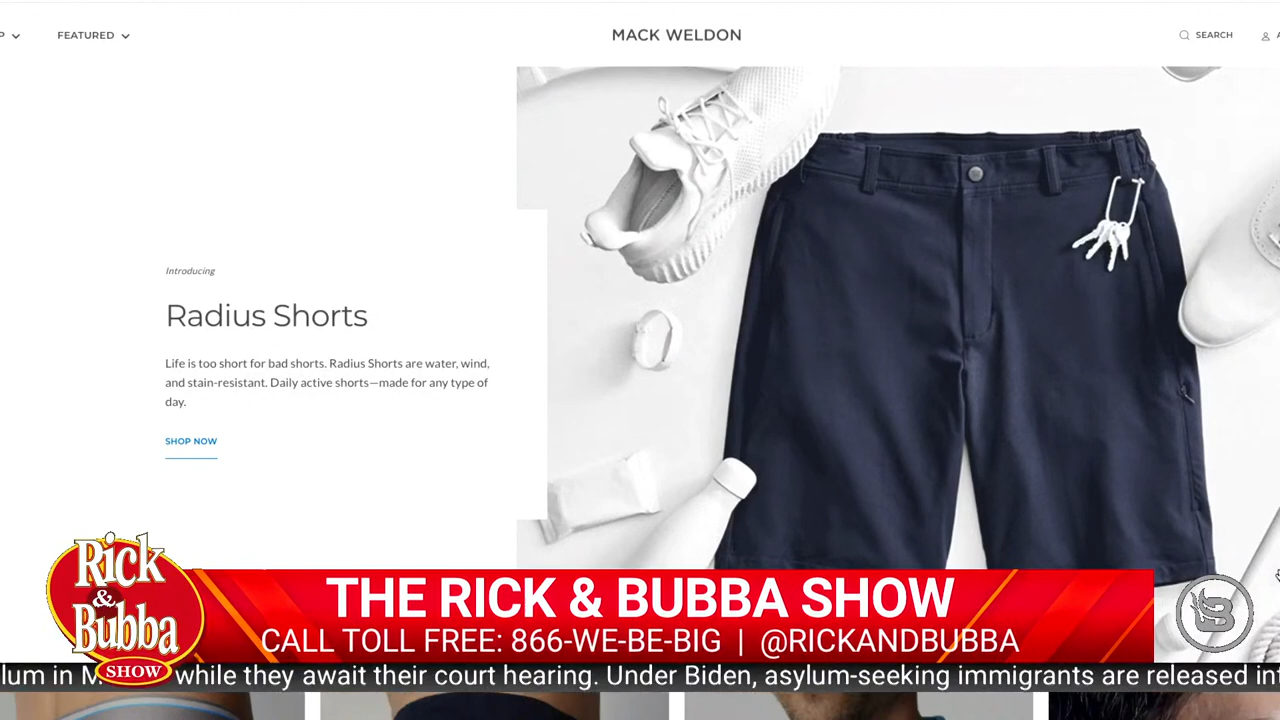 FEATURED
MACK WELDON
SEARCH
Introducing
Radius Shorts
Life is too short for bad shorts. Radius Shorts are water, wind,
and stain-resistant. Daily active shorts—made for any type of
day.
SHOP NOW
Rick
&
Bubba
SHOW
THE RICK & BUBBA SHOW
CALL TOLL FREE: 866-WE-BE-BIG | @RICKANDBUBBA
while they await their court hearing. Under Biden, asylum-seeking immigrants are released